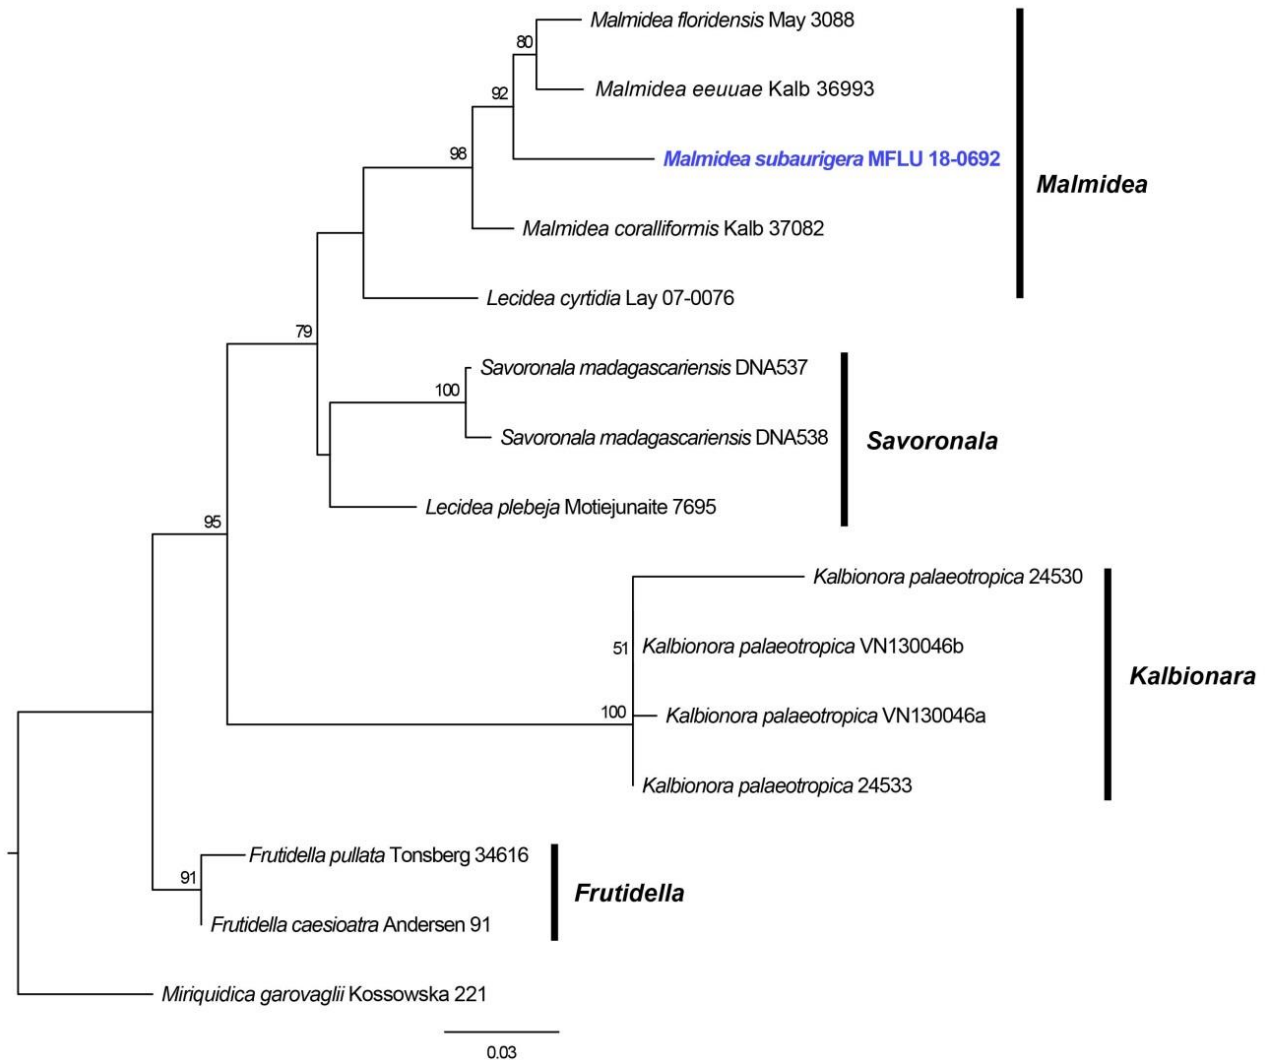 Malmidea floridensis May 3088
80
Malmidea eeuuae Kalb 36993
92
Malmidea subaurigera MFLU 18-0692
98
Malmidea
Malmidea coralliformis Kalb 37082
Lecidea cyrtidia Lay 07-0076
79
Savoronala madagascariensis DNA537
100
Savoronala madagascariensis DNA538
Savoronala
Lecidea plebeja Motiejunaite 7695
95
Kalbionora palaeotropica 24530
51
Kalbionora palaeotropica VN130046b
Kalbionara
100
Kalbionora palaeotropica VN130046a
Kalbionora palaeotropica 24533
Frutidella pullata Tonsberg 34616
91
Frutidella
Frutidella caesioatra Andersen 91
Miriquidica garovaglii Kossowska 221
0.03